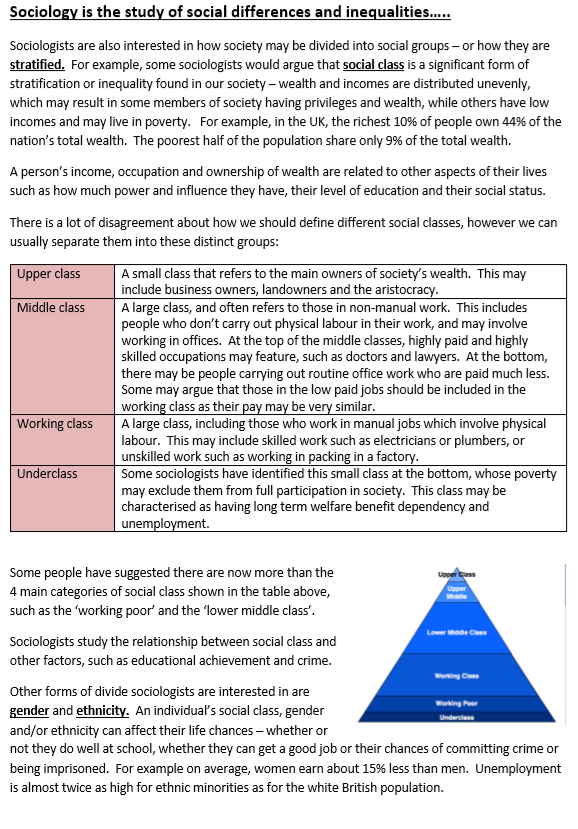 Sociology is the study of social differences and inequalities…..
Sociologists are also interested in how society may be divided into social groups – or how they are
stratified. For example, some sociologists would argue that social class is a significant form of
stratification or inequality found in our society – wealth and incomes are distributed unevenly,
which may result in some members of society having privileges and wealth, while others have low
incomes and may live in poverty. For example, in the UK, the richest 10% of people own 44% of the
nation's total wealth. The poorest half of the population share only 9% of the total wealth.
A person's income, occupation and ownership of wealth are related to other aspects of their lives
such as how much power and influence they have, their level of education and their social status.
There is a lot of disagreement about how we should define different social classes, however we can
usually separate them into these distinct groups:
Upper class
A small class that refers to the main owners of society's wealth. This may
include business owners, landowners and the aristocracy.
Middle class
A large class, and often refers to those in non-manual work. This includes
people who don't carry out physical labour in their work, and may involve
working in offices. At the top of the middle classes, highly paid and highly
skilled occupations may feature, such as doctors and lawyers. At the bottom,
there may be people carrying out routine office work who are paid much less.
Some may argue that those in the low paid jobs should be included in the
working class as their pay may be very similar.
Working class
A large class, including those who work in manual jobs which involve physical
labour. This may include skilled work such as electricians or plumbers, or
unskilled work such as working in packing in a factory.
Underclass
Some sociologists have identified this small class at the bottom, whose poverty
may exclude them from full participation in society. This class may be
characterised as having long term welfare benefit dependency and
unemployment.
Some people have suggested there are now more than the
4 main categories of social class shown in the table above,
such as the 'working poor' and the 'lower middle class'.
Sociologists study the relationship between social class and
other factors, such as educational achievement and crime.
Other forms of divide sociologists are interested in are
gender and ethnicity. An individual's social class, gender
and/or ethnicity can affect their life chances – whether or
not they do well at school, whether they can get a good job or their chances of committing crime or
being imprisoned. For example on average, women earn about 15% less than men. Unemployment
is almost twice as high for ethnic minorities as for the white British population.
Upper Class
Upper
Middle
Lower Middle Class
Working Class
Working Poor
Underclass